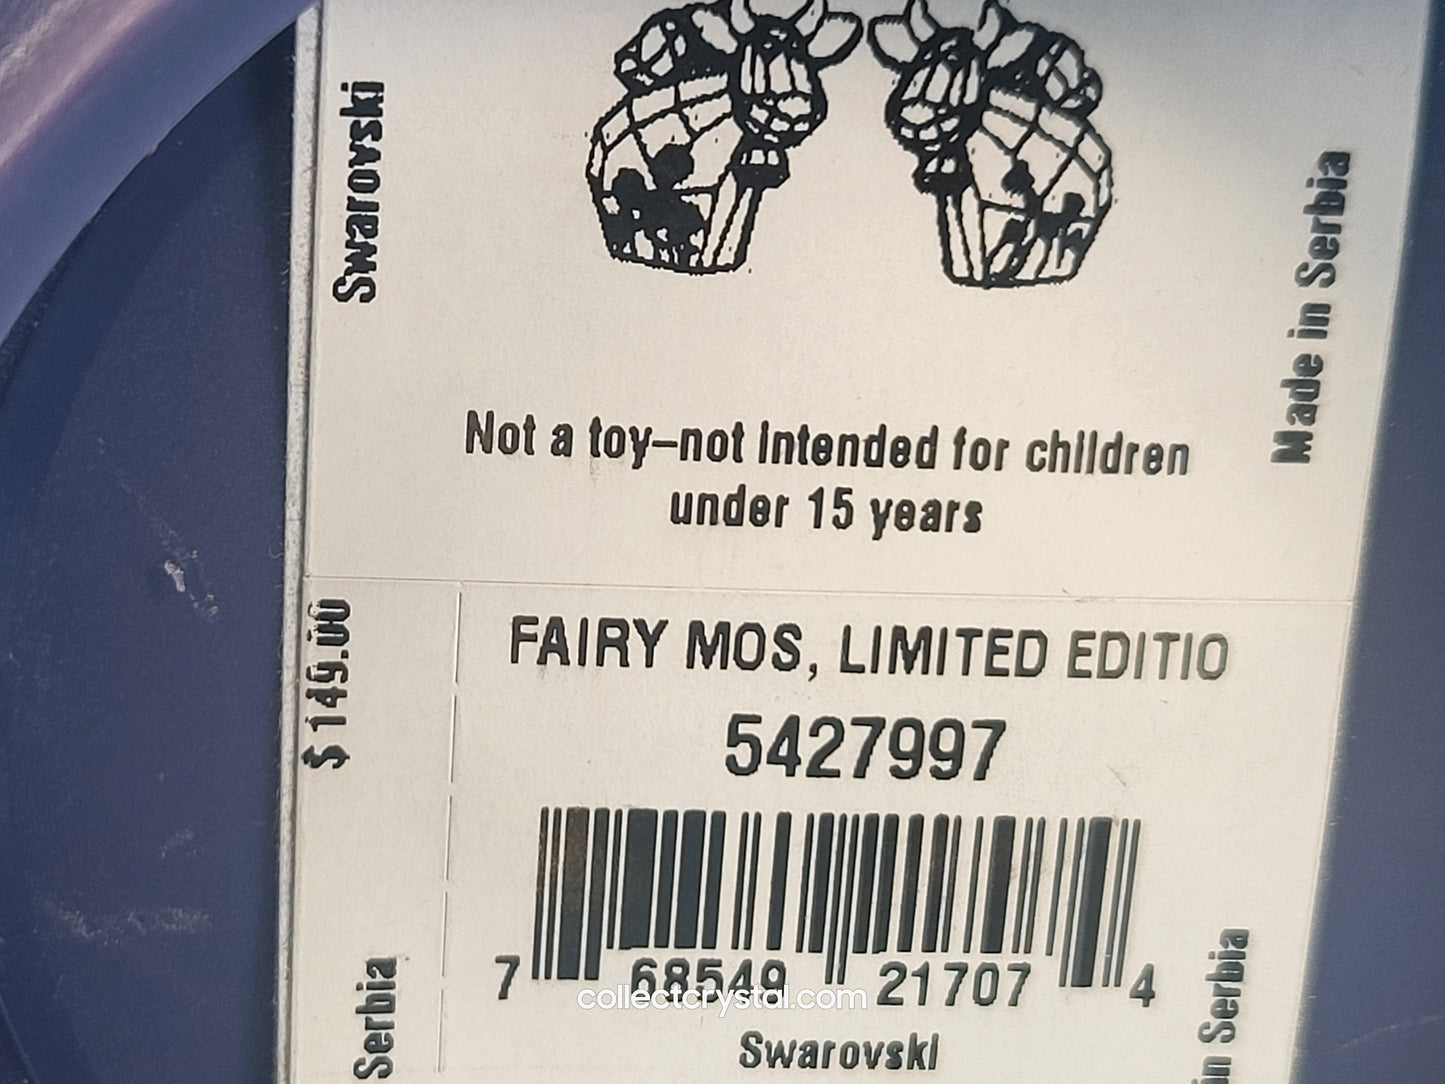 Swarovski
Made in Serbia
Not a toy–not intended for children
under 15 years
$ 149.00
FAIRY MOS, LIMITED EDITIO
5427997
7 68549 21707 4
collectcrystal.com
Swarovski
Serbia
in Serbia